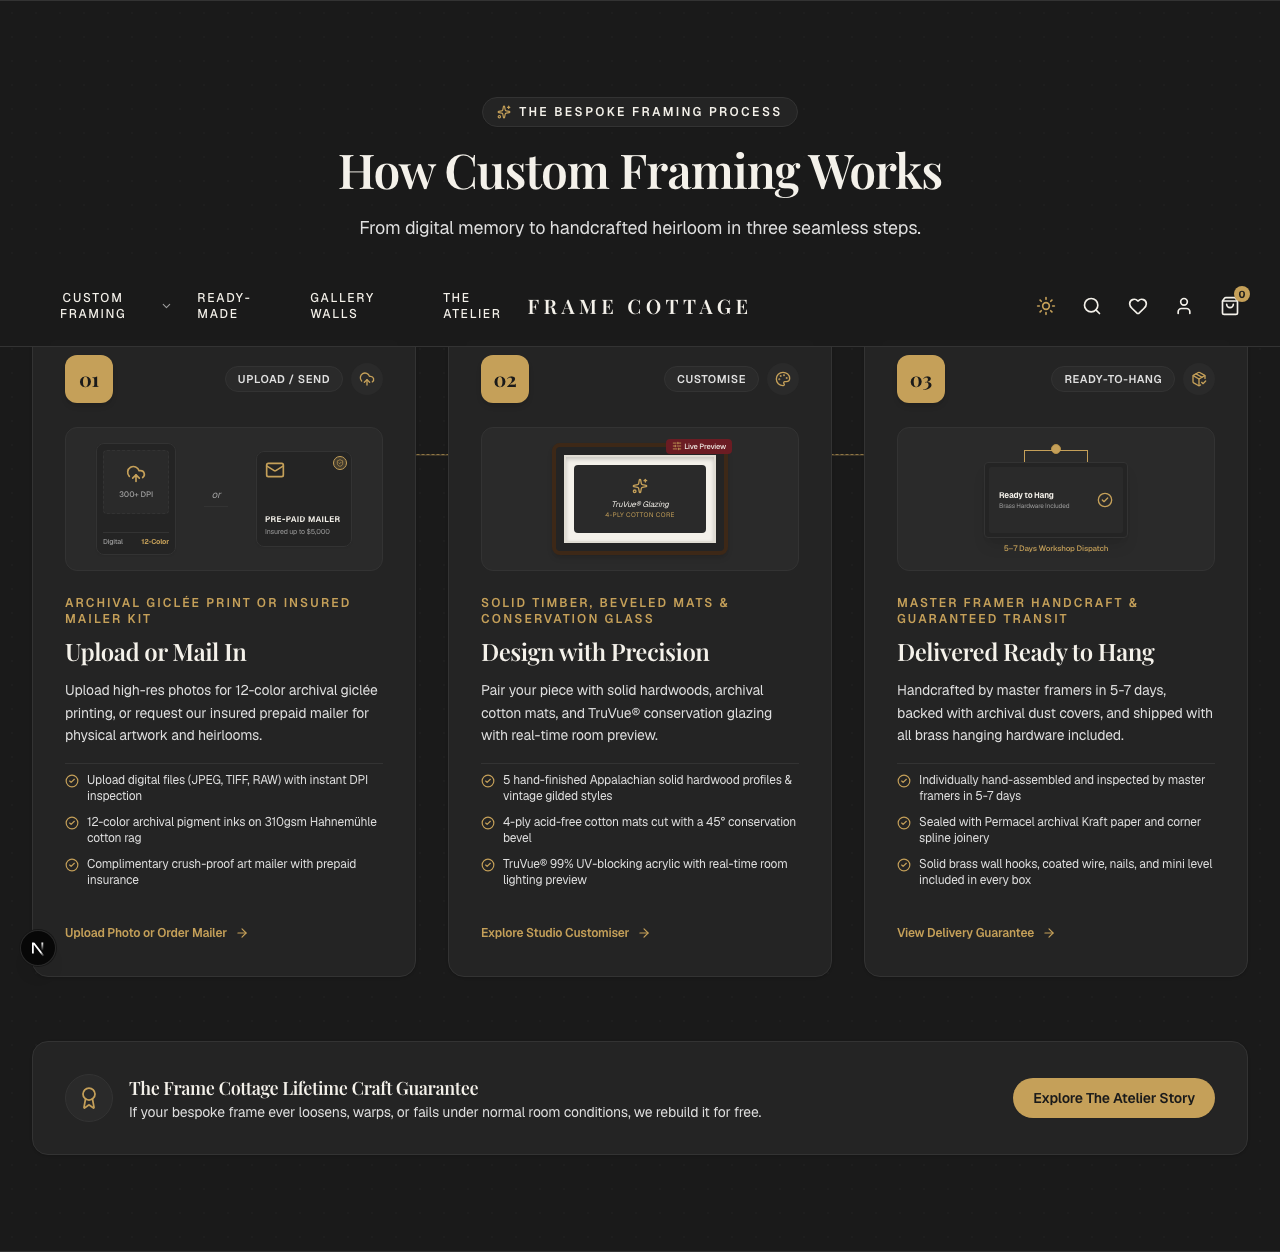 THE BESPOKE FRAMING PROCESS
How Custom Framing Works
From digital memory to handcrafted heirloom in three seamless steps.
CUSTOM
FRAMING
READY-
MADE
GALLERY
WALLS
THE
ATELIER
FRAME COTTAGE
0
01
UPLOAD / SEND
300+ DPI
Digital
12-Color
or
PRE-PAID MAILER
Insured up to $5,000
ARCHIVAL GICLÉE PRINT OR INSURED
MAILER KIT
Upload or Mail In
Upload high-res photos for 12-color archival giclée
printing, or request our insured prepaid mailer for
physical artwork and heirlooms.
Upload digital files (JPEG, TIFF, RAW) with instant DPI
inspection
12-color archival pigment inks on 310gsm Hahnemühle
cotton rag
Complimentary crush-proof art mailer with prepaid
insurance
Upload Photo or Order Mailer
02
CUSTOMISE
Live Preview
TruVue® Glazing
4-PLY COTTON CORE
SOLID TIMBER, BEVELED MATS &
CONSERVATION GLASS
Design with Precision
Pair your piece with solid hardwoods, archival
cotton mats, and TruVue® conservation glazing
with real-time room preview.
5 hand-finished Appalachian solid hardwood profiles &
vintage gilded styles
4-ply acid-free cotton mats cut with a 45° conservation
bevel
TruVue® 99% UV-blocking acrylic with real-time room
lighting preview
Explore Studio Customiser
03
READY-TO-HANG
Ready to Hang
Brass Hardware Included
5–7 Days Workshop Dispatch
MASTER FRAMER HANDCRAFT &
GUARANTEED TRANSIT
Delivered Ready to Hang
Handcrafted by master framers in 5-7 days,
backed with archival dust covers, and shipped with
all brass hanging hardware included.
Individually hand-assembled and inspected by master
framers in 5-7 days
Sealed with Permacel archival Kraft paper and corner
spline joinery
Solid brass wall hooks, coated wire, nails, and mini level
included in every box
View Delivery Guarantee
N
The Frame Cottage Lifetime Craft Guarantee
If your bespoke frame ever loosens, warps, or fails under normal room conditions, we rebuild it for free.
Explore The Atelier Story